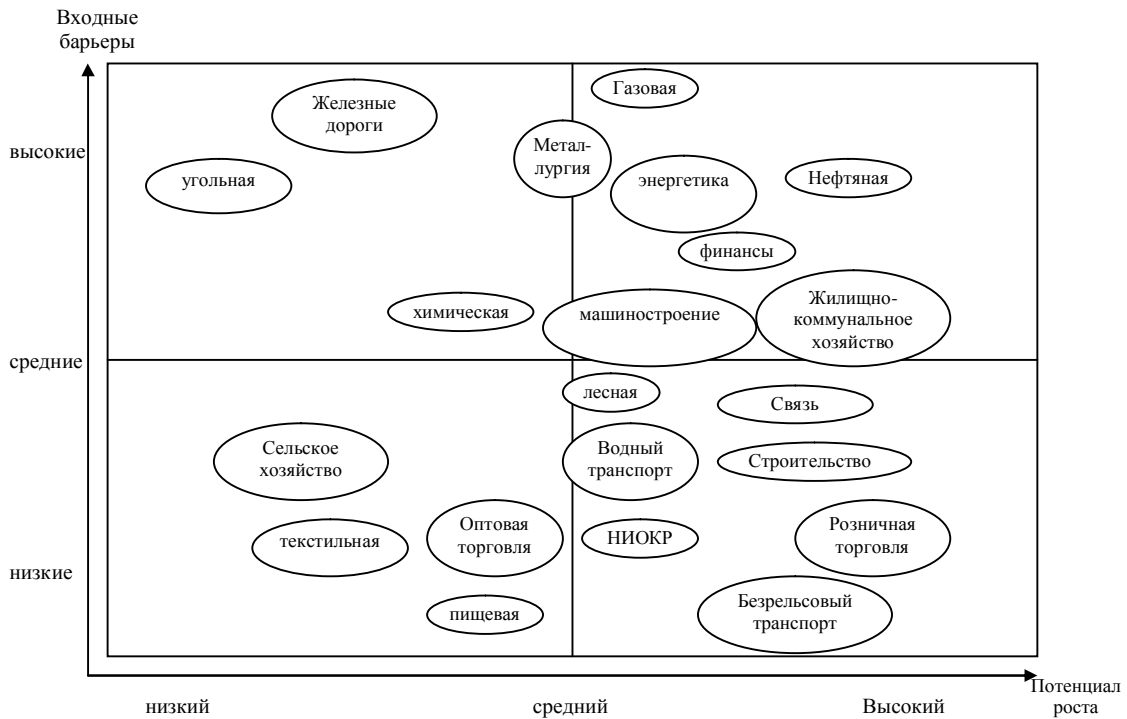 Входные
барьеры
Газовая
Железные
дороги
Метал-
лургия
высокие
угольная
энергетика
Нефтяная
финансы
Жилищно-
коммунальное
хозяйство
химическая
машиностроение
средние
лесная
Связь
Сельское
хозяйство
Водный
транспорт
Строительство
Оптовая
торговля
Розничная
торговля
текстильная
НИОКР
низкие
пищевая
Безрельсовый
транспорт
Потенциал
роста
низкий
средний
Высокий